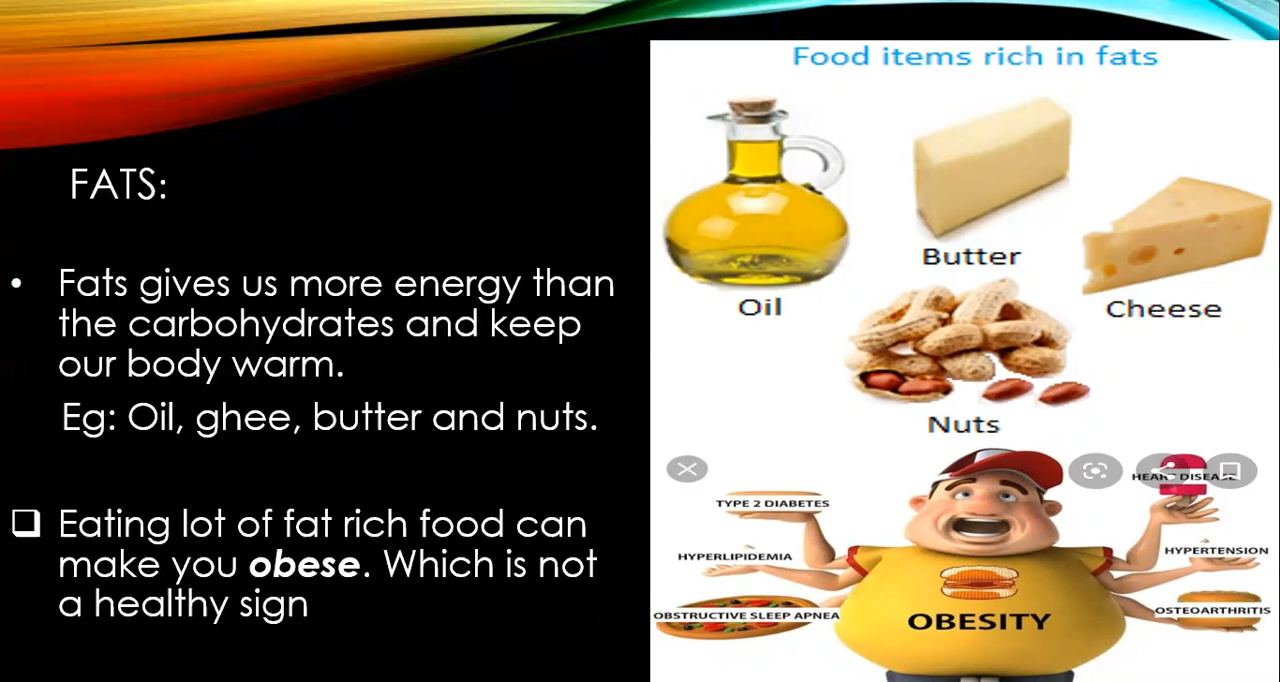 FATS:
• Fats gives us more energy than
the carbohydrates and keep
our body warm.
Eg: Oil, ghee, butter and nuts.
❑ Eating lot of fat rich food can
make you obese. Which is not
a healthy sign
Food items rich in fats
Oil
Butter
Cheese
Nuts
TYPE 2 DIABETES
HEART DISEASE
HYPERLIPIDEMIA
HYPERTENSION
OBSTRUCTIVE SLEEP APNEA
OSTEOARTHRITIS
OBESITY